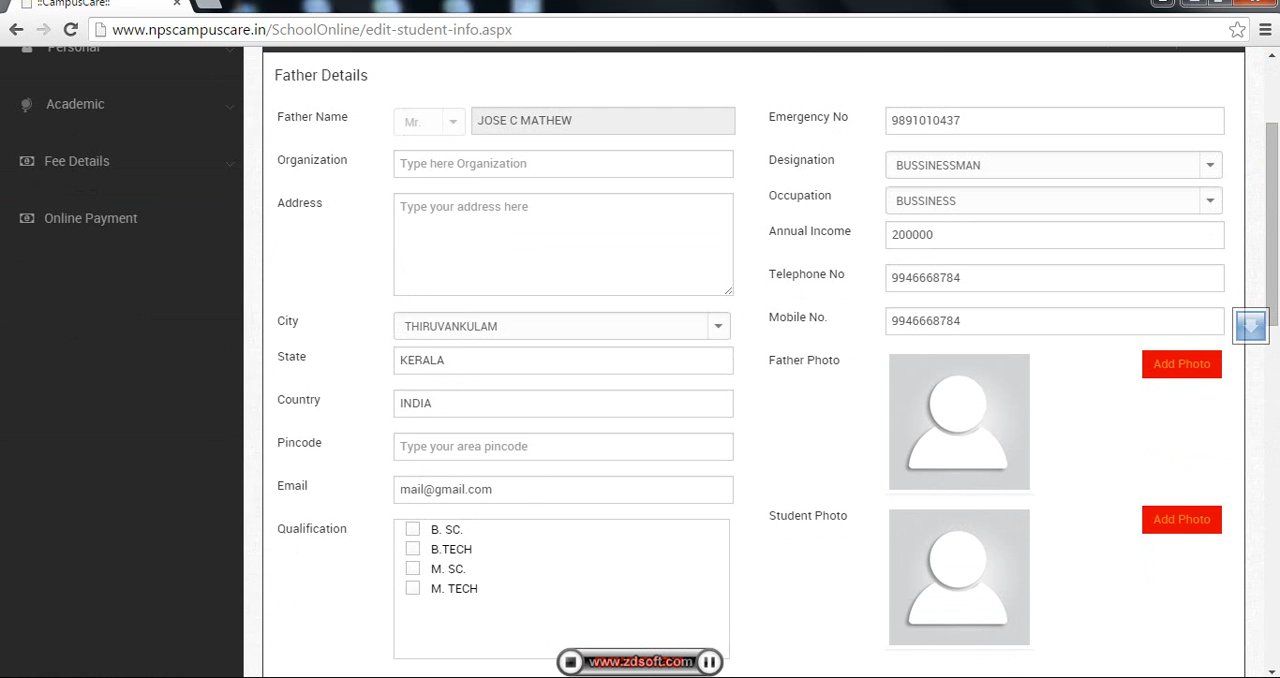 ::CampusCare::
www.npscampuscare.in/SchoolOnline/edit-student-info.aspx
Personal
Academic
Fee Details
Online Payment
Father Details
Father Name
Mr.
JOSE C MATHEW
Organization
Type here Organization
Address
Type your address here
City
THIRUVANKULAM
State
KERALA
Country
INDIA
Pincode
Type your area pincode
Email
mail@gmail.com
Qualification
B. SC.
B.TECH
M. SC.
M. TECH
Emergency No
9891010437
Designation
BUSSINESSMAN
Occupation
BUSSINESS
Annual Income
200000
Telephone No
9946668784
Mobile No.
9946668784
Father Photo
Add Photo
Student Photo
Add Photo
www.zdsoft.com